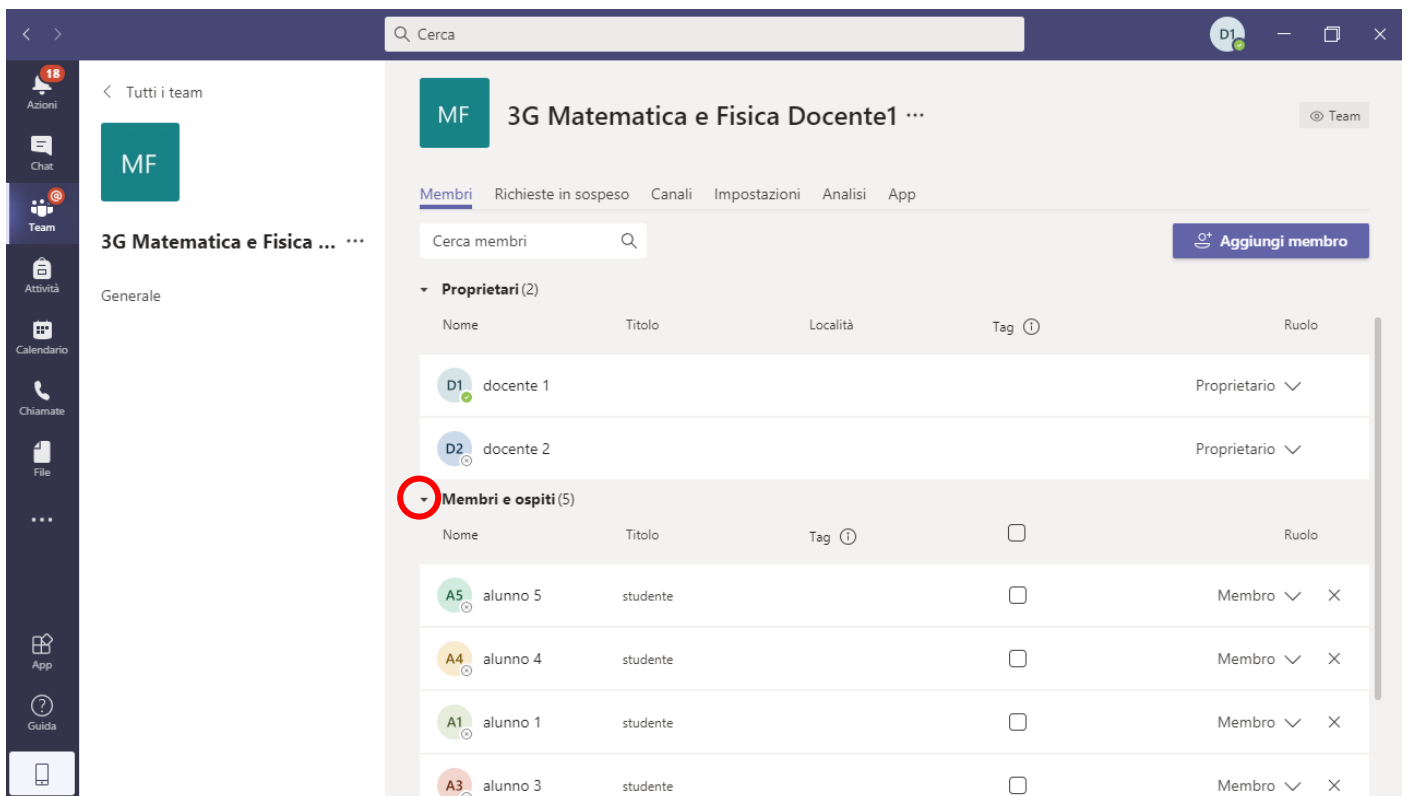 Cerca
D1
18
Azioni
Chat
@
Team
Attività
Calendario
Chiamate
File
App
Guida
Tutti i team
MF
3G Matematica e Fisica ... ···
Generale
MF
3G Matematica e Fisica Docente1 ···
Team
Membri Richieste in sospeso Canali Impostazioni Analisi App
Cerca membri
Aggiungi membro
Proprietari (2)
Nome Titolo Località Tag Ruolo
D1 docente 1 Proprietario
D2 docente 2 Proprietario
Membri e ospiti (5)
Nome Titolo Tag Ruolo
A5 alunno 5 studente Membro
A4 alunno 4 studente Membro
A1 alunno 1 studente Membro
A3 alunno 3 studente Membro